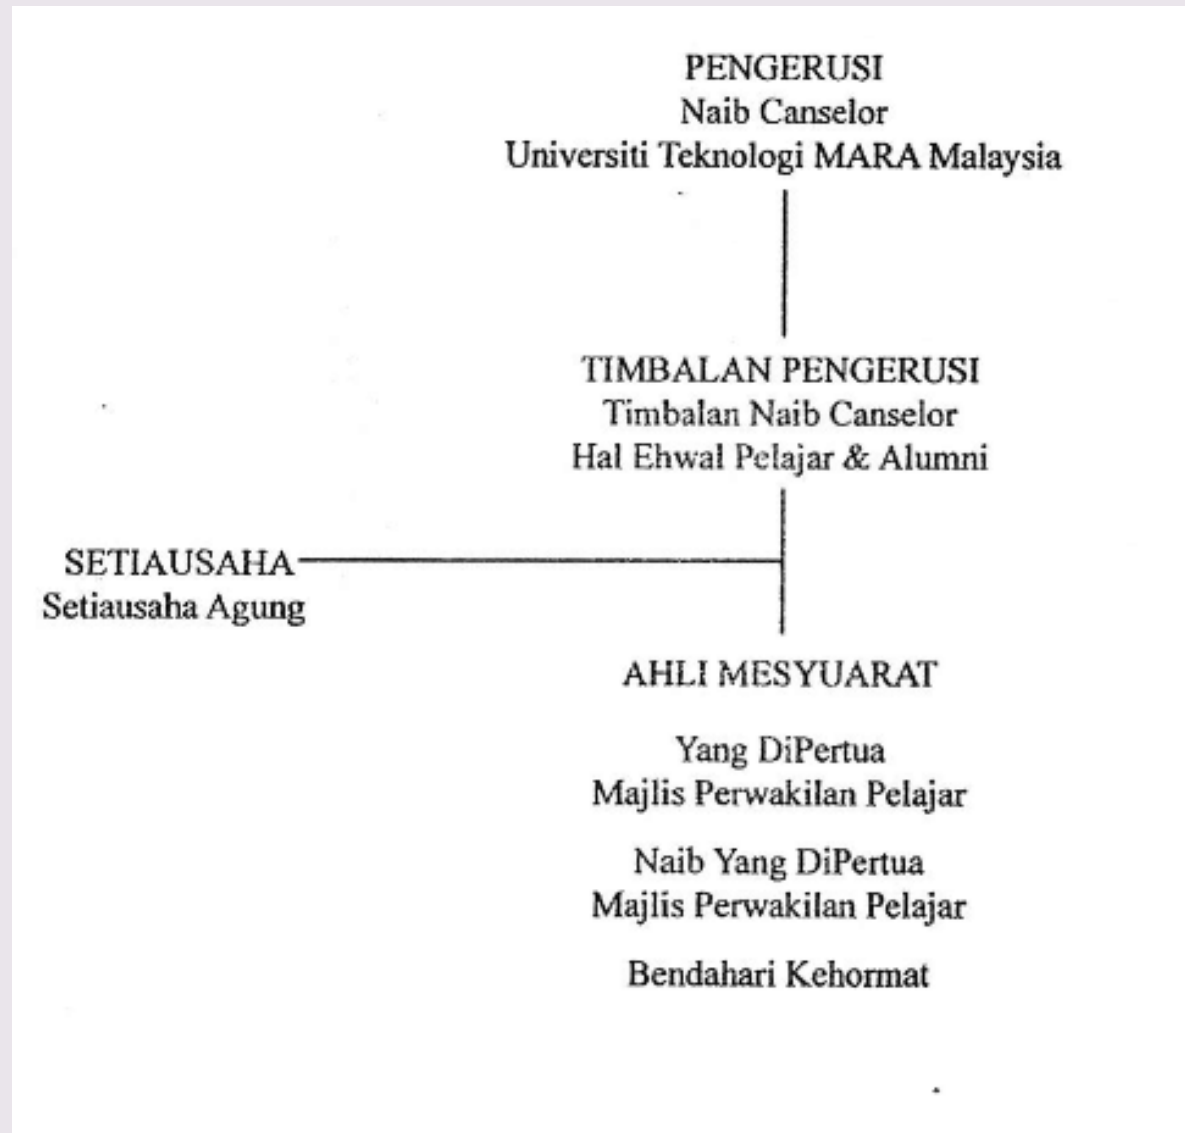 PENGERUSI
Naib Canselor
Universiti Teknologi MARA Malaysia
TIMBALAN PENGERUSI
Timbalan Naib Canselor
Hal Ehwal Pelajar & Alumni
SETIAUSAHA
Setiausaha Agung
AHLI MESYUARAT
Yang DiPertua
Majlis Perwakilan Pelajar
Naib Yang DiPertua
Majlis Perwakilan Pelajar
Bendahari Kehormat